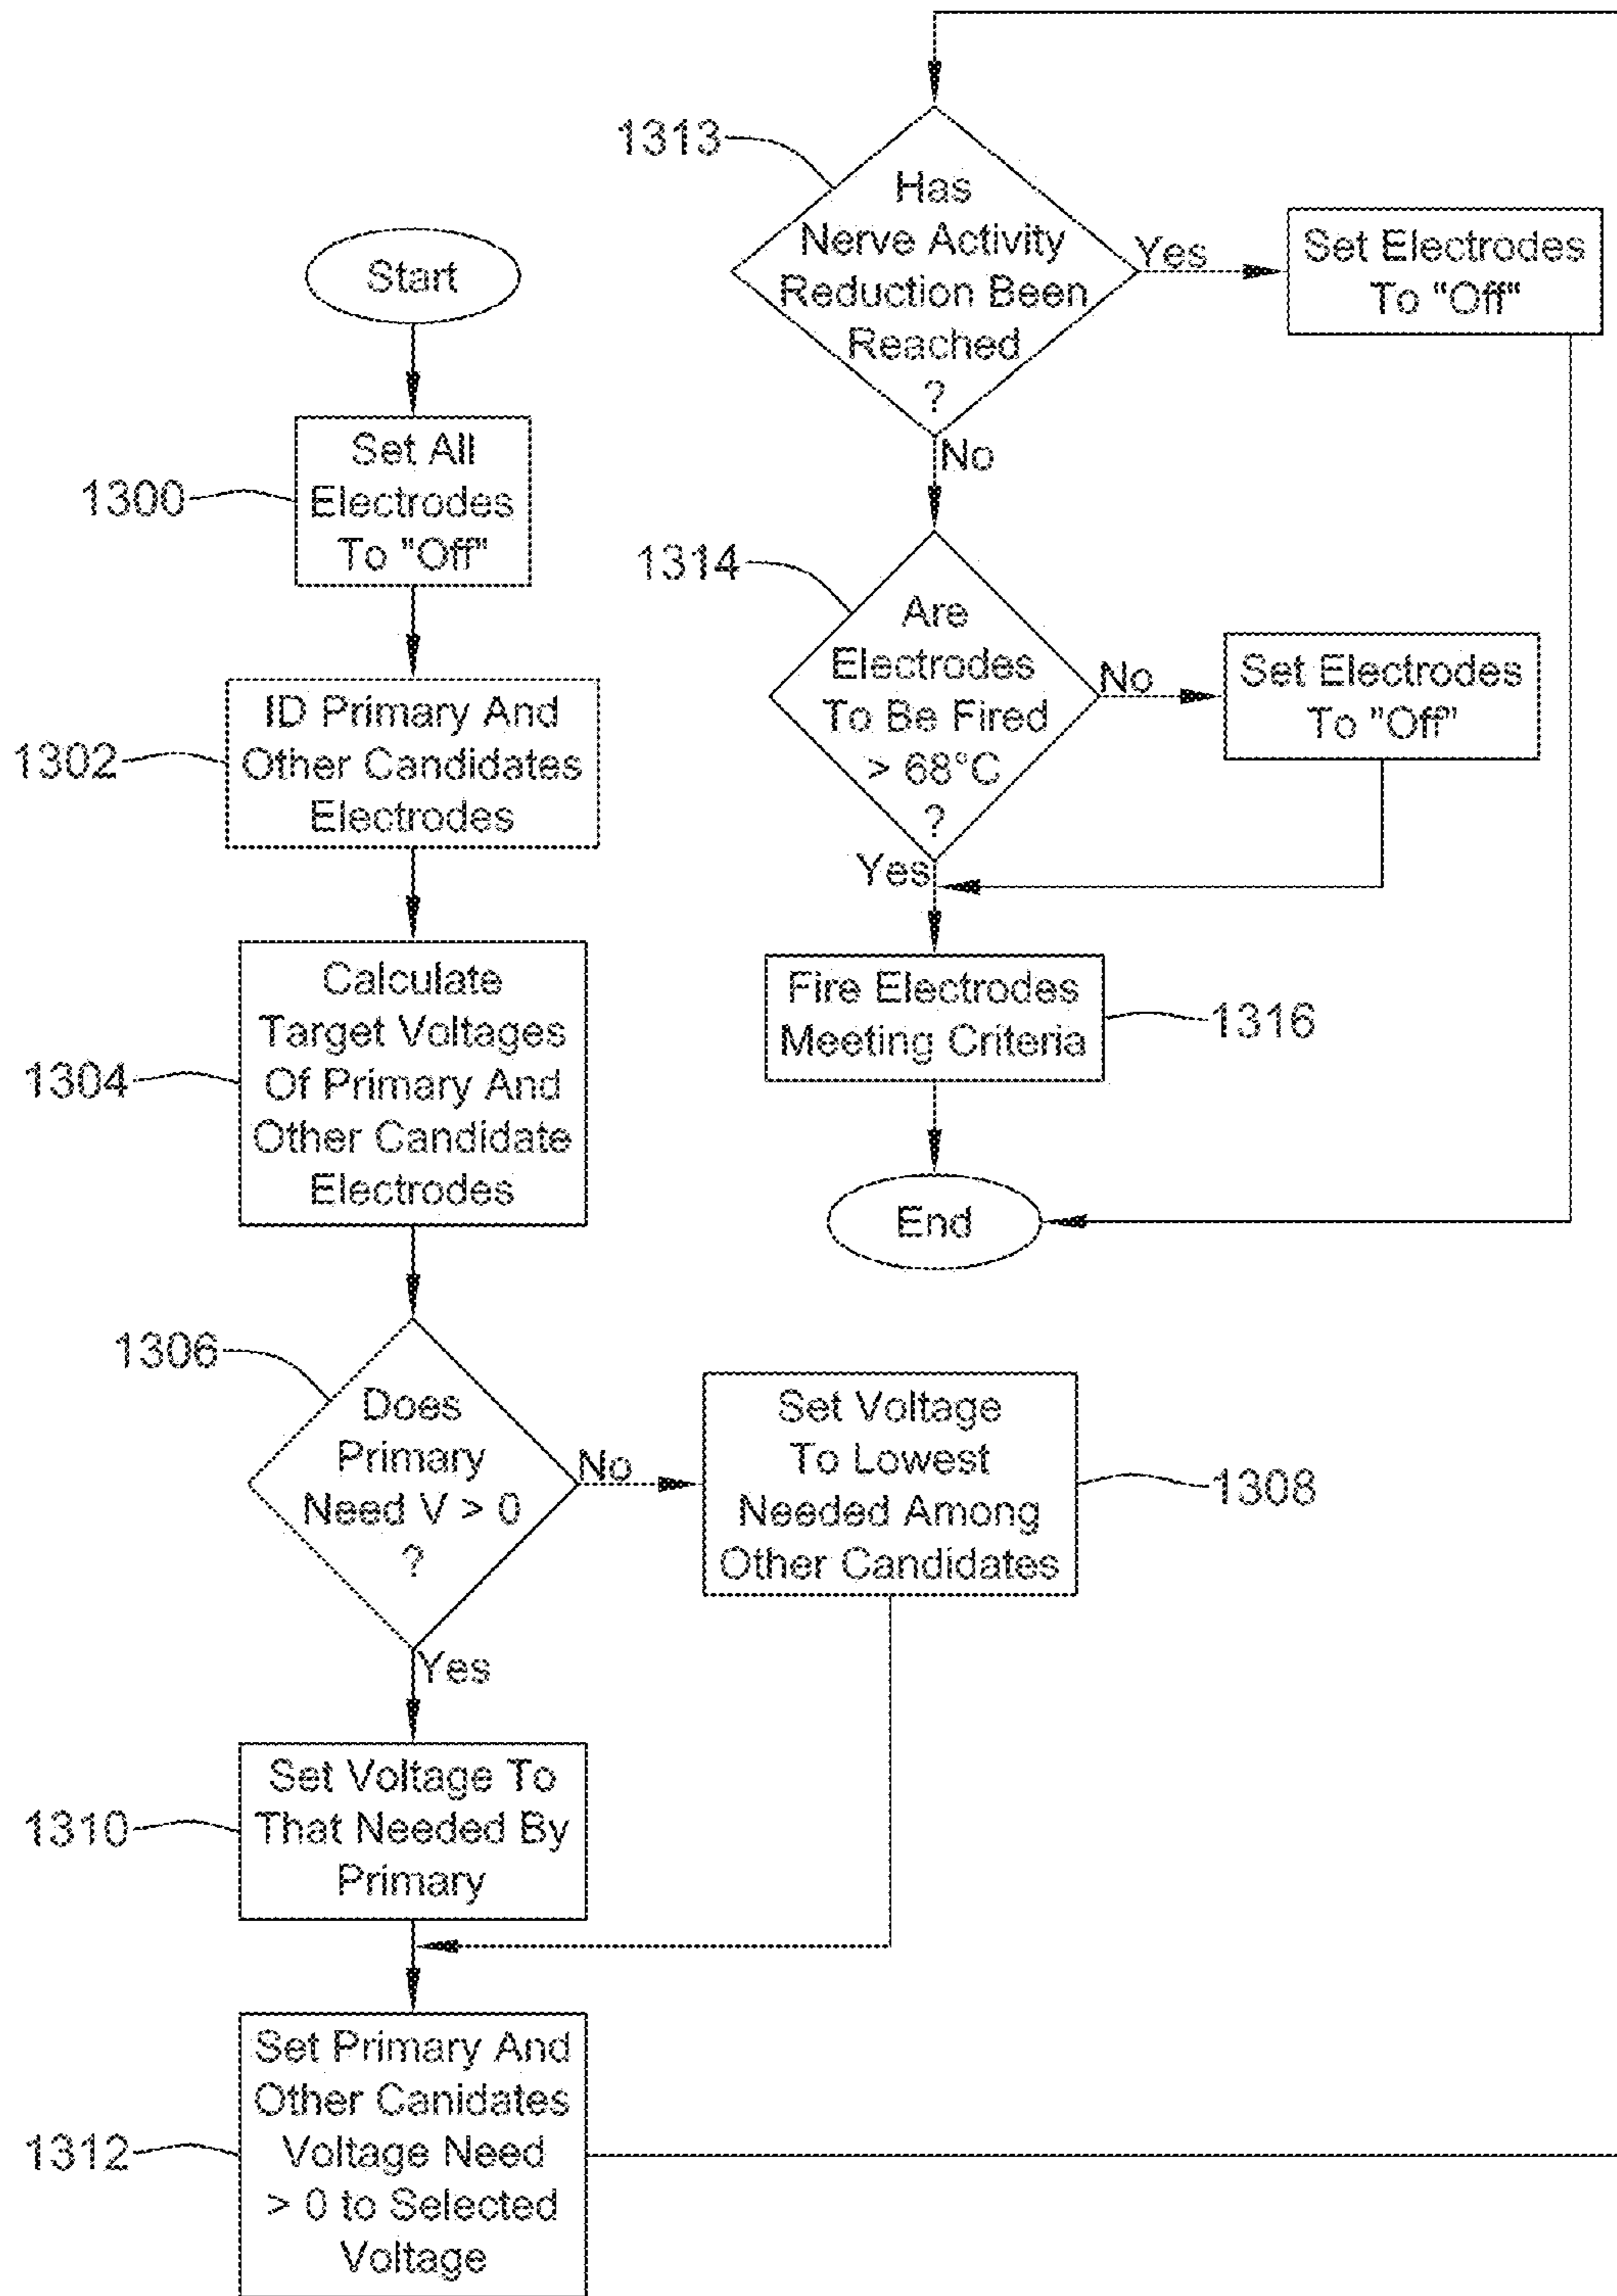 Start
1300
Set All
Electrodes
To "Off"
1302
ID Primary And
Other Candidates
Electrodes
1304
Calculate
Target Voltages
Of Primary And
Other Candidate
Electrodes
1306
Does
Primary
Need V > 0
?
No
Set Voltage
To Lowest
Needed Among
Other Candidates
1308
Yes
1310
Set Voltage To
That Needed By
Primary
1312
Set Primary And
Other Canidates
Voltage Need
> 0 to Selected
Voltage
1313
Has
Nerve Activity
Reduction Been
Reached
?
Yes
Set Electrodes
To "Off"
No
1314
Are
Electrodes
To Be Fired
> 68°C
?
No
Set Electrodes
To "Off"
Yes
Fire Electrodes
Meeting Criteria
1316
End